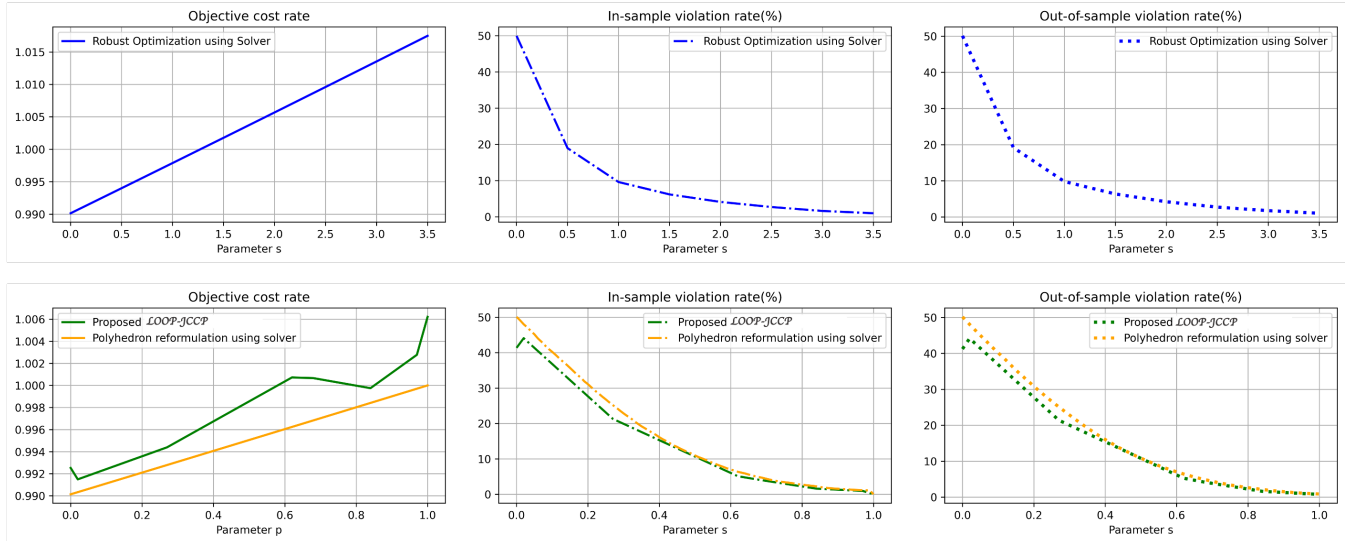 Objective cost rate
Robust Optimization using Solver
1.015
1.010
1.005
1.000
0.995
0.990
0.0 0.5 1.0 1.5 2.0 2.5 3.0 3.5
Parameter s
In-sample violation rate(%)
Robust Optimization using Solver
50
40
30
20
10
0
0.0 0.5 1.0 1.5 2.0 2.5 3.0 3.5
Parameter s
Out-of-sample violation rate(%)
Robust Optimization using Solver
50
40
30
20
10
0
0.0 0.5 1.0 1.5 2.0 2.5 3.0 3.5
Parameter s
Objective cost rate
Proposed LOOP-JCCP
Polyhedron reformulation using solver
1.006
1.004
1.002
1.000
0.998
0.996
0.994
0.992
0.990
0.0 0.2 0.4 0.6 0.8 1.0
Parameter p
In-sample violation rate(%)
Proposed LOOP-JCCP
Polyhedron reformulation using solver
50
40
30
20
10
0
0.0 0.2 0.4 0.6 0.8 1.0
Parameter s
Out-of-sample violation rate(%)
Proposed LOOP-JCCP
Polyhedron reformulation using solver
50
40
30
20
10
0
0.0 0.2 0.4 0.6 0.8 1.0
Parameter s